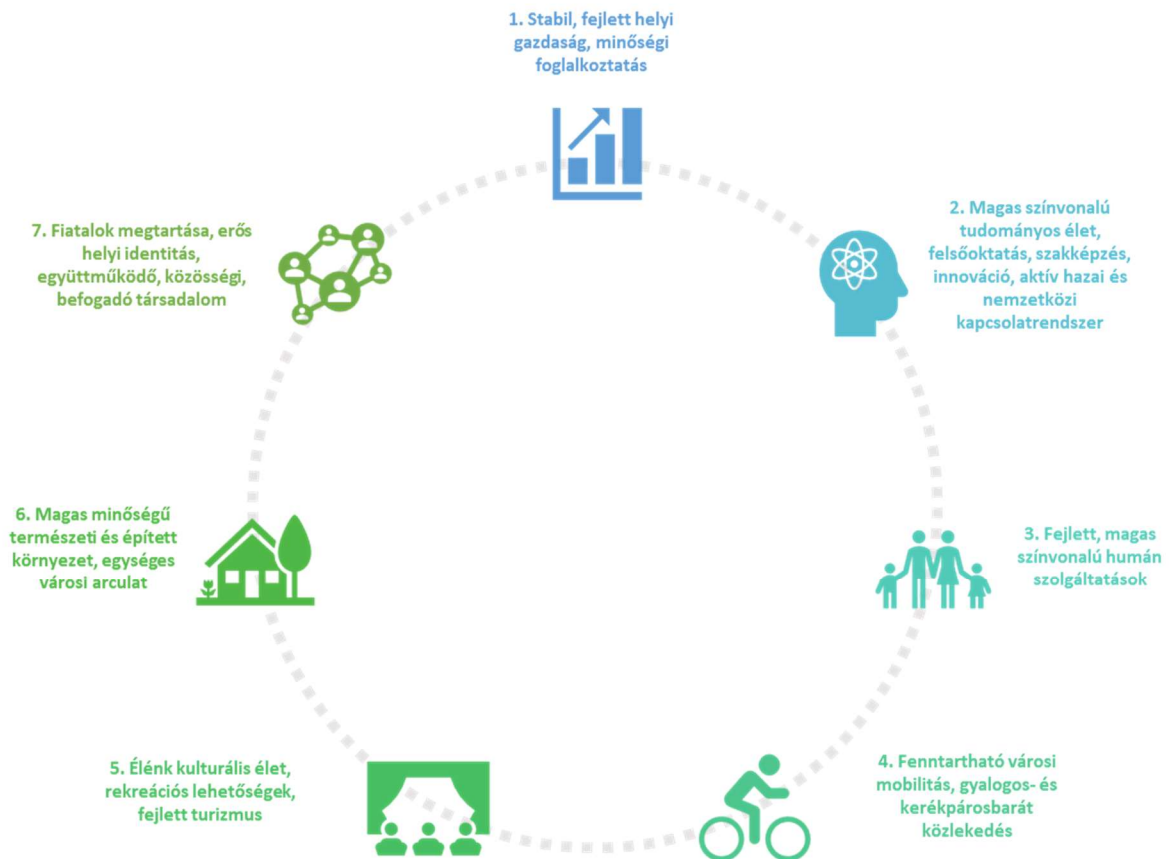 1. Stabil, fejlett helyi
gazdaság, minőségi
foglalkoztatás
2. Magas színvonalú
tudományos élet,
felsőoktatás, szakképzés,
innováció, aktív hazai és
nemzetközi
kapcsolatrendszer
3. Fejlett, magas
színvonalú humán
szolgáltatások
4. Fenntartható városi
mobilitás, gyalogos- és
kerékpárosbarát
közlekedés
5. Élénk kulturális élet,
rekreációs lehetőségek,
fejlett turizmus
6. Magas minőségű
természeti és épített
környezet, egységes
városi arculat
7. Fiatalok megtartása, erős
helyi identitás,
együttműködő, közösségi,
befogadó társadalom